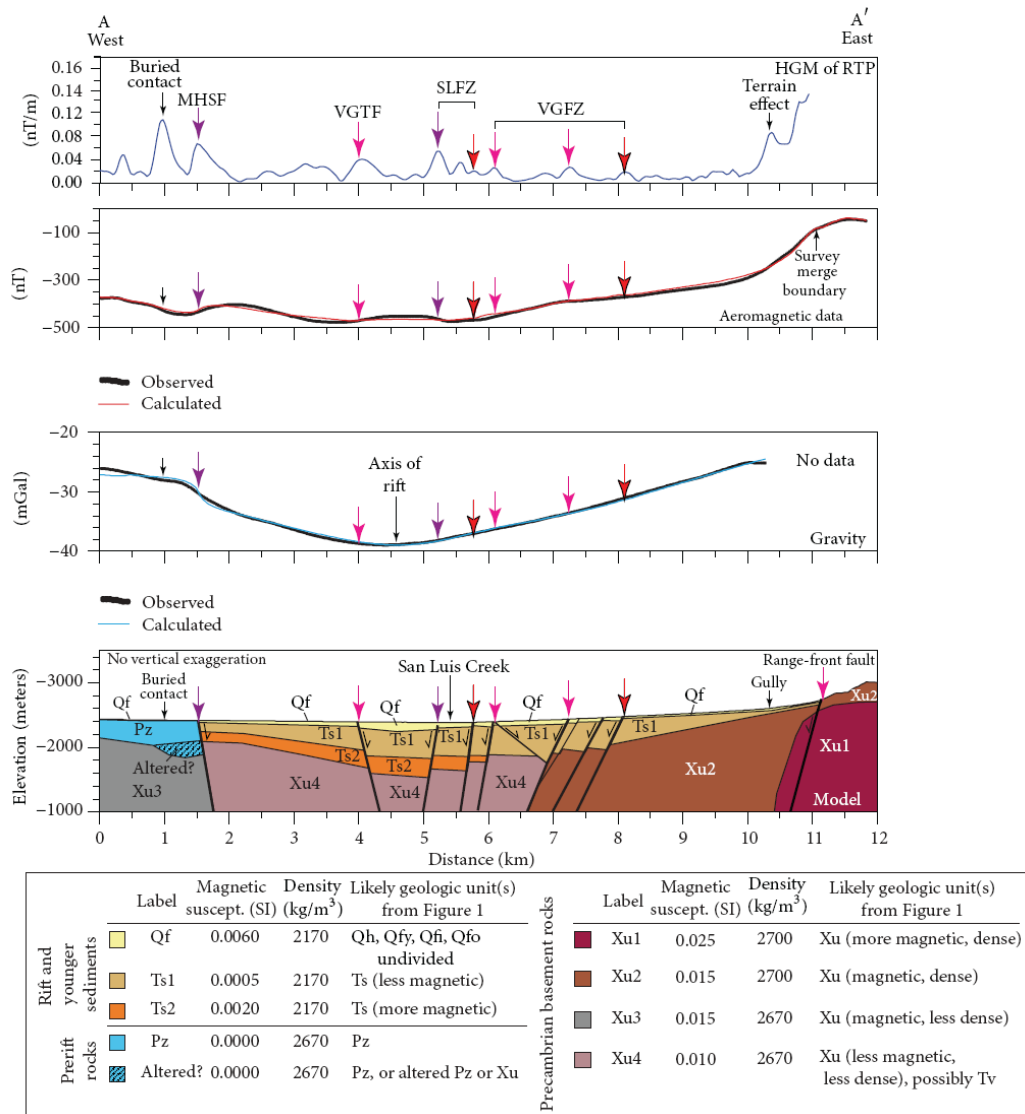 A
West
A′
East
HGM of RTP
Buried
contact
MHSF
VGTF
SLFZ
VGFZ
Terrain
effect
(nT/m)
0.16
0.12
0.08
0.04
0.00
0 1 2 3 4 5 6 7 8 9 10 11 12
(nT)
−100
−300
−500
Survey
merge
boundary
Aeromagnetic data
Observed
Calculated
(mGal)
−20
−30
−40
Axis of
rift
No data
Gravity
Observed
Calculated
Elevation (meters)
No vertical exaggeration
San Luis Creek
Range-front fault
−3000
−2000
−1000
Buried
contact
Gully
Qf
Qf
Qf
Qf
Qf
Xu2
Pz
Ts1
Ts1
Ts1
Ts1
Ts1
Ts2
Ts2
Altered?
Xu3
Xu4
Xu4
Xu4
Xu2
Xu1
Model
0 1 2 3 4 5 6 7 8 9 10 11 12
Distance (km)
Rift and
younger
sediments
Label Magnetic suscept. (SI) Density (kg/m³) Likely geologic unit(s) from Figure 1
Qf 0.0060 2170 Qh, Qfy, Qfi, Qfo
undivided
Ts1 0.0005 2170 Ts (less magnetic)
Ts2 0.0020 2170 Ts (more magnetic)
Prerift
rocks
Pz 0.0000 2670 Pz
Altered? 0.0000 2670 Pz, or altered Pz or Xu
Precambrian basement rocks
Label Magnetic suscept. (SI) Density (kg/m³) Likely geologic unit(s) from Figure 1
Xu1 0.025 2700 Xu (more magnetic, dense)
Xu2 0.015 2700 Xu (magnetic, dense)
Xu3 0.015 2670 Xu (magnetic, less dense)
Xu4 0.010 2670 Xu (less magnetic,
less dense), possibly Tv